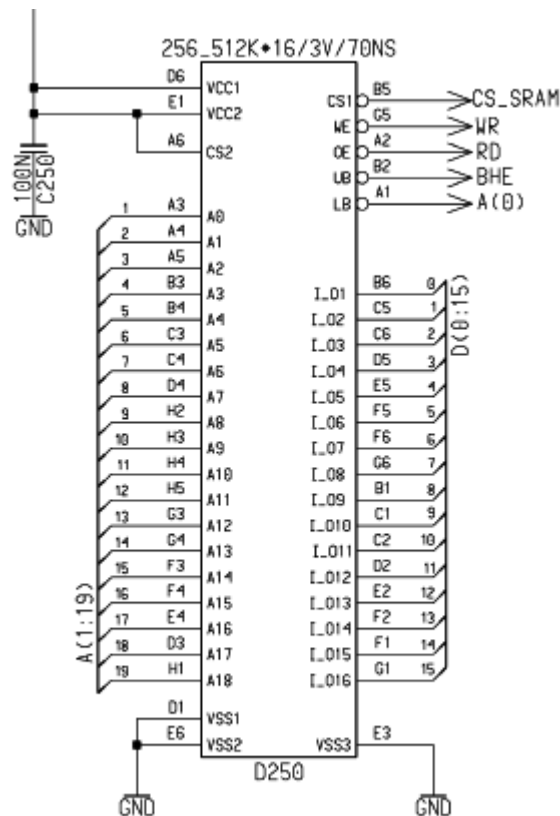 256_512K*16/3V/70NS
D6 VCC1
E1 VCC2
A6 CS2
100N
C250
GND
CS1 B5 CS_SRAM
WE G5 WR
OE A2 RD
UB B2 BHE
LB A1 A(0)
1 A3 A0
2 A4 A1
3 A5 A2
4 B3 A3
5 B4 A4
6 C3 A5
7 C4 A6
8 D4 A7
9 H2 A8
10 H3 A9
11 H4 A10
12 H5 A11
13 G3 A12
14 G4 A13
15 F3 A14
16 F4 A15
17 E4 A16
18 D3 A17
19 H1 A18
A(1:19)
I_O1 B6 0
I_O2 C5 1
I_O3 C6 2
I_O4 D5 3
I_O5 E5 4
I_O6 F5 5
I_O7 F6 6
I_O8 G6 7
I_O9 B1 8
I_O10 C1 9
I_O11 C2 10
I_O12 D2 11
I_O13 E2 12
I_O14 F2 13
I_O15 F1 14
I_O16 G1 15
D(0:15)
D1 VSS1
E6 VSS2
VSS3 E3
D250
GND
GND